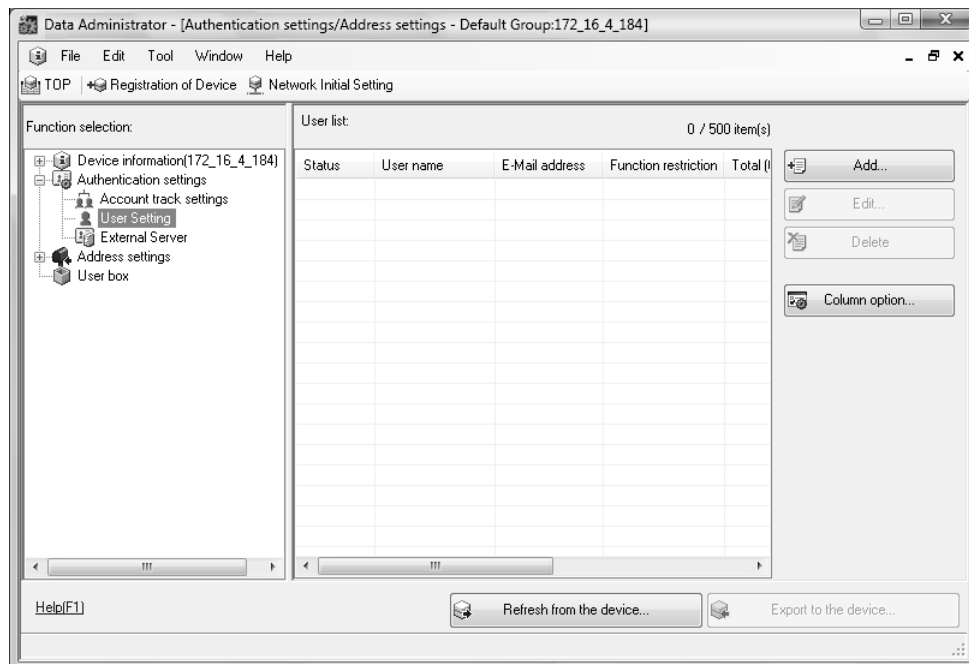 Data Administrator - [Authentication settings/Address settings - Default Group:172_16_4_184]
File Edit Tool Window Help
TOP Registration of Device Network Initial Setting
Function selection:
Device information(172_16_4_184)
Authentication settings
Account track settings
User Setting
External Server
Address settings
User box
User list:
0 / 500 item(s)
Status User name E-Mail address Function restriction Total
Add...
Edit...
Delete
Column option...
Help(F1)
Refresh from the device...
Export to the device...